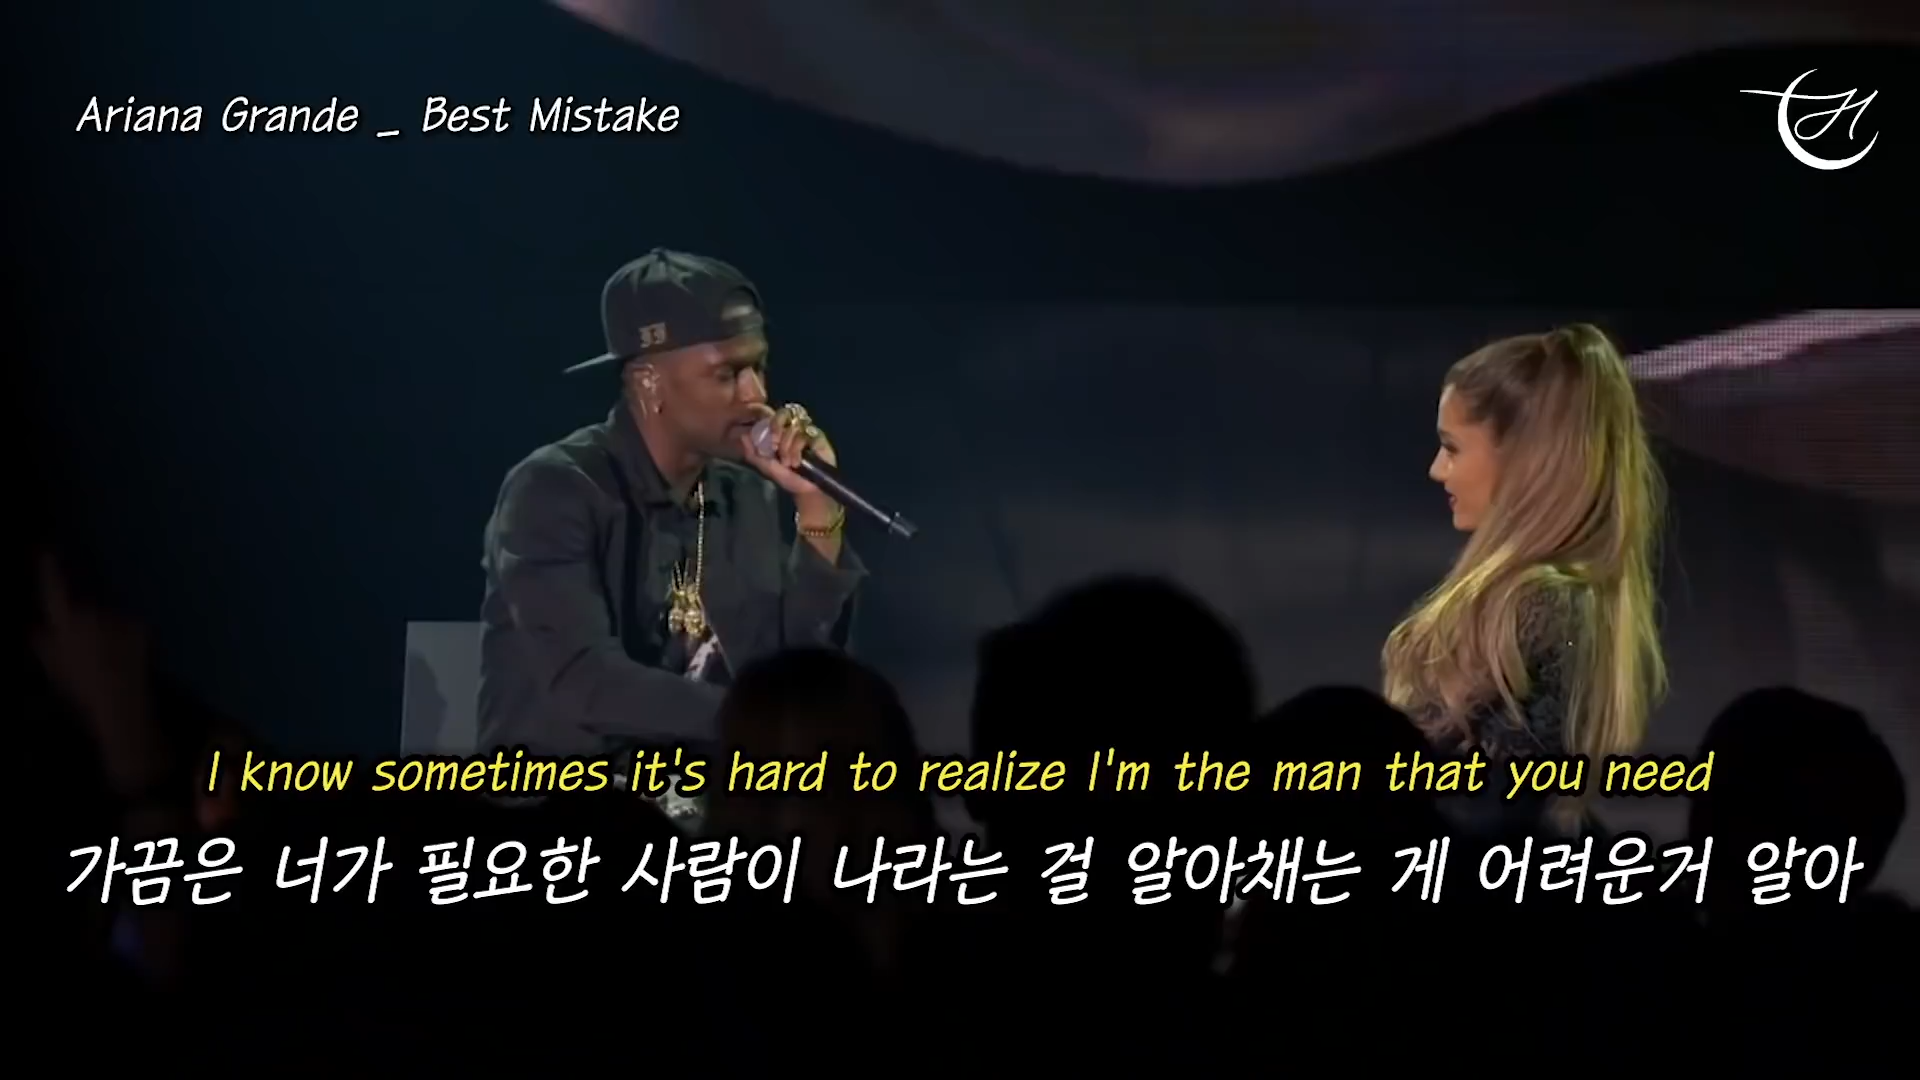 Ariana Grande _ Best Mistake
I know sometimes it's hard to realize I'm the man that you need
가끔은 너가 필요한 사람이 나라는 걸 알아채는 게 어려운거 알아